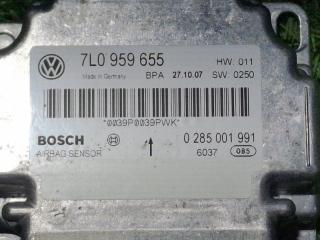 7L0 959 655 HW: 011
Made in Germany BPA 27.10.07 SW: 0250
*0039P0039PWK*
BOSCH 0 285 001 991
AIRBAG SENSOR 6037 085